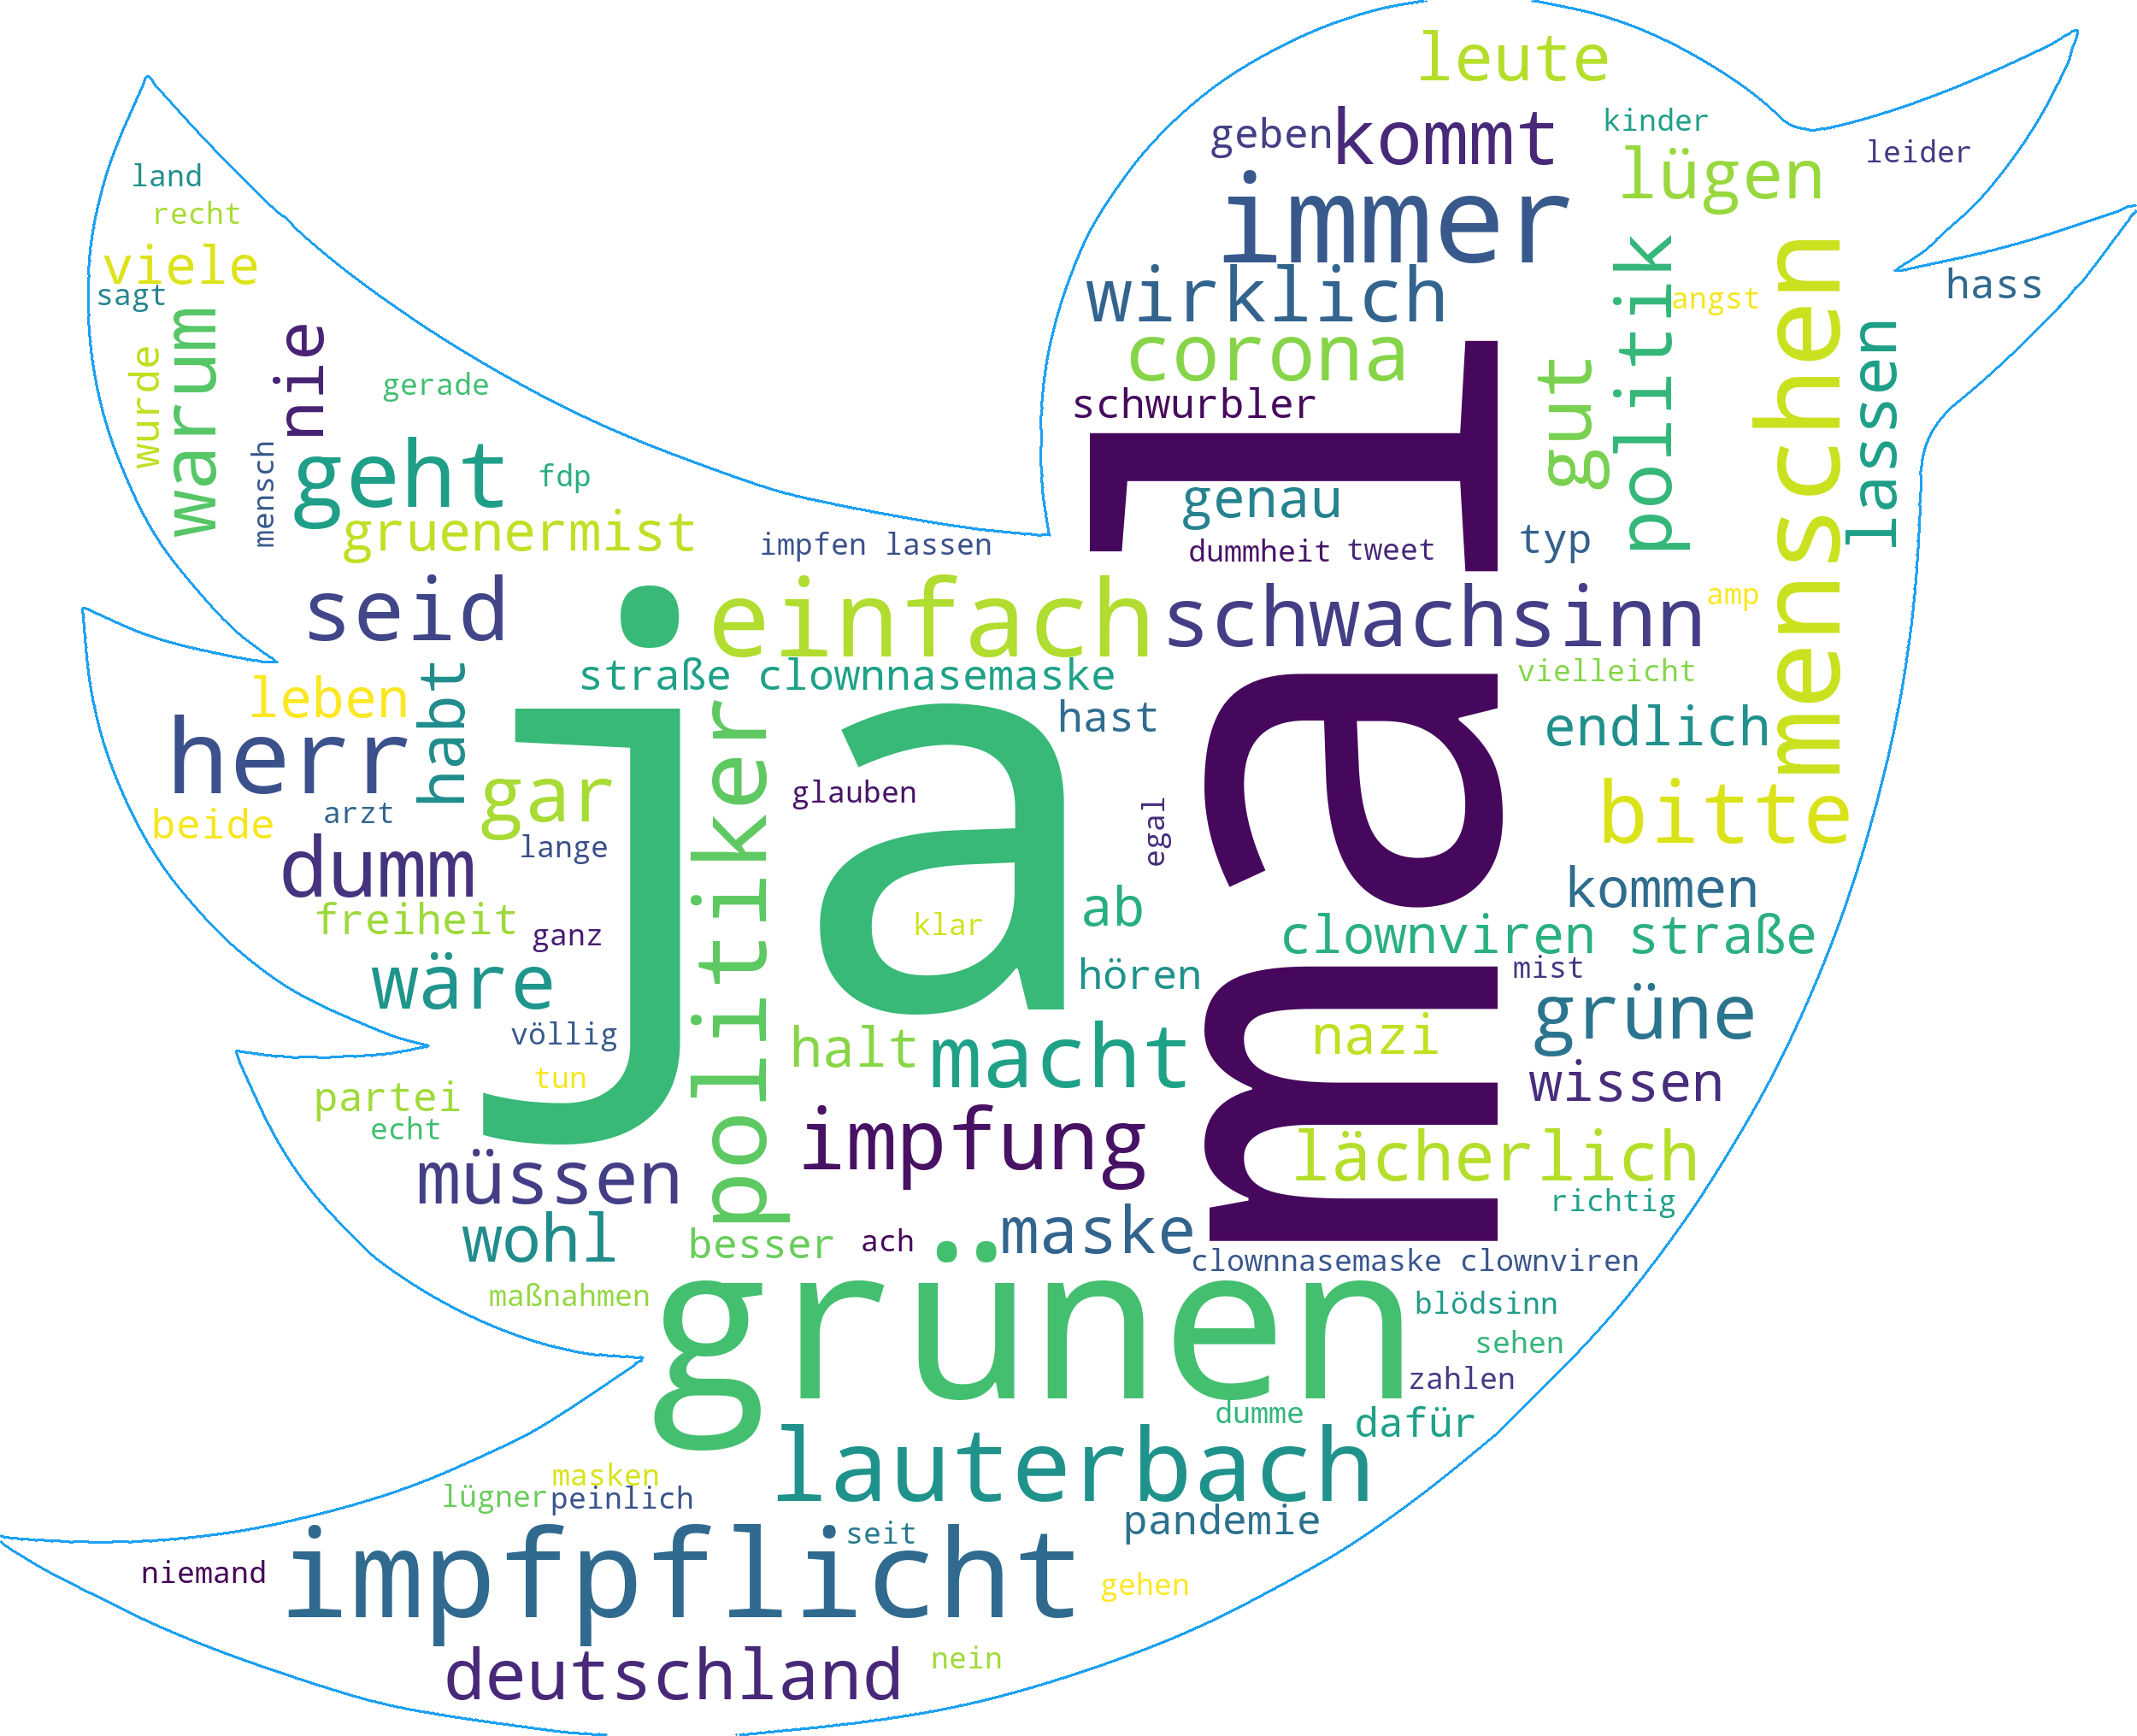 leute
geben
kommt
kinder
leider
lügen
land
recht
immer
viele
sagt
wirklich
politik
angst
menschen
hass
warum
wurde
nie
gerade
corona
schwurbler
gut
lassen
mensch
geht
fdp
gruenermist
impfen lassen
mal
genau
dummheit
tweet
typ
seid
einfach
schwachsinn
amp
straße clownnasemaske
vielleicht
leben
habt
ja
politiker
hast
endlich
herr
gar
glauben
egal
bitte
beide
arzt
lange
dumm
kommen
freiheit
ganz
klar
ab
clownviren straße
wäre
hören
mist
völlig
halt
macht
nazi
grüne
tun
partei
echt
wissen
impfung
lächerlich
müssen
richtig
wohl
besser
ach
maske
clownnasemaske clownviren
maßnahmen
grünen
blödsinn
sehen
zahlen
dumme
dafür
lauterbach
masken
lügner
peinlich
seit
pandemie
niemand
impfpflicht
gehen
deutschland
nein